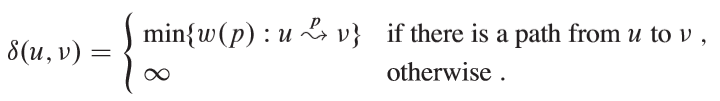 δ(u, v) = { min{w(p) : u ᵖ⤳ v} if there is a path from u to v ,
∞ otherwise .